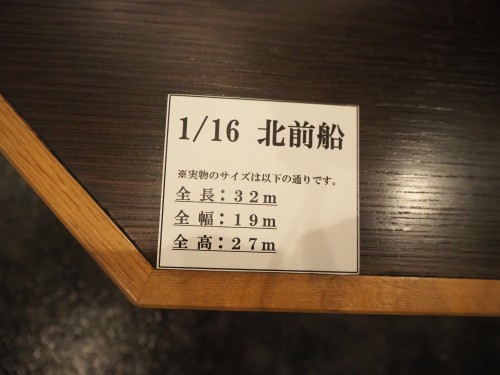 1/16 北前船
※実物のサイズは以下の通りです。
全 長：３２ｍ
全 幅：１９ｍ
全 高：２７ｍ